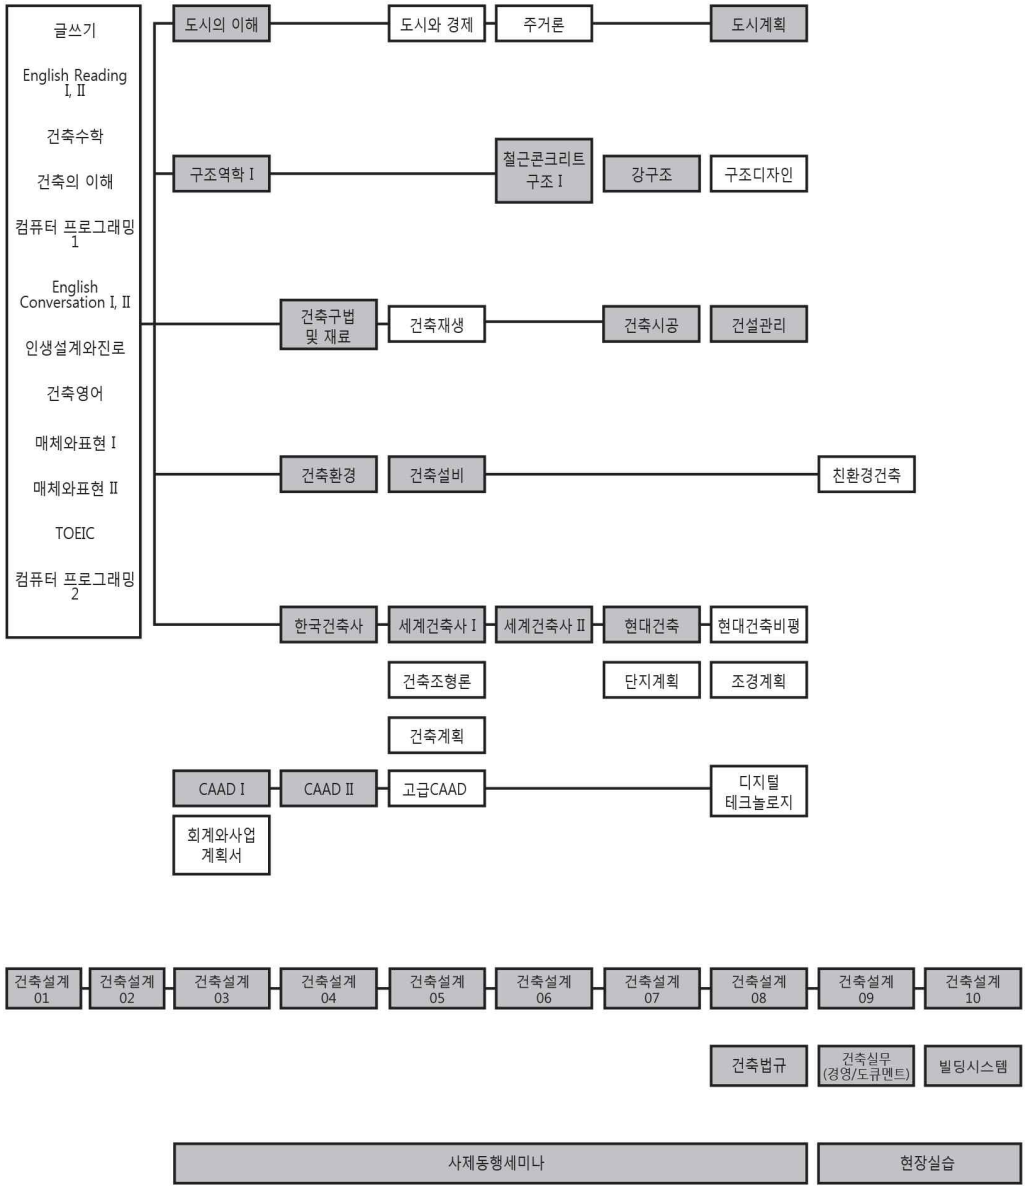 글쓰기
English Reading
I, II
건축수학
건축의 이해
컴퓨터 프로그래밍
1
English
Conversation I, II
인생설계와진로
건축영어
매체와표현 I
매체와표현 II
TOEIC
컴퓨터 프로그래밍
2
도시의 이해
도시와 경제
주거론
도시계획
구조역학 I
철근콘크리트
구조 I
강구조
구조디자인
건축구법
및 재료
건축재생
건축시공
건설관리
건축환경
건축설비
친환경건축
한국건축사
세계건축사 I
세계건축사 II
현대건축
현대건축비평
건축조형론
단지계획
조경계획
건축계획
CAAD I
CAAD II
고급CAAD
디지털
테크놀로지
회계와사업
계획서
건축설계
01
건축설계
02
건축설계
03
건축설계
04
건축설계
05
건축설계
06
건축설계
07
건축설계
08
건축설계
09
건축설계
10
건축법규
건축실무
(경영/도큐멘트)
빌딩시스템
사제동행세미나
현장실습